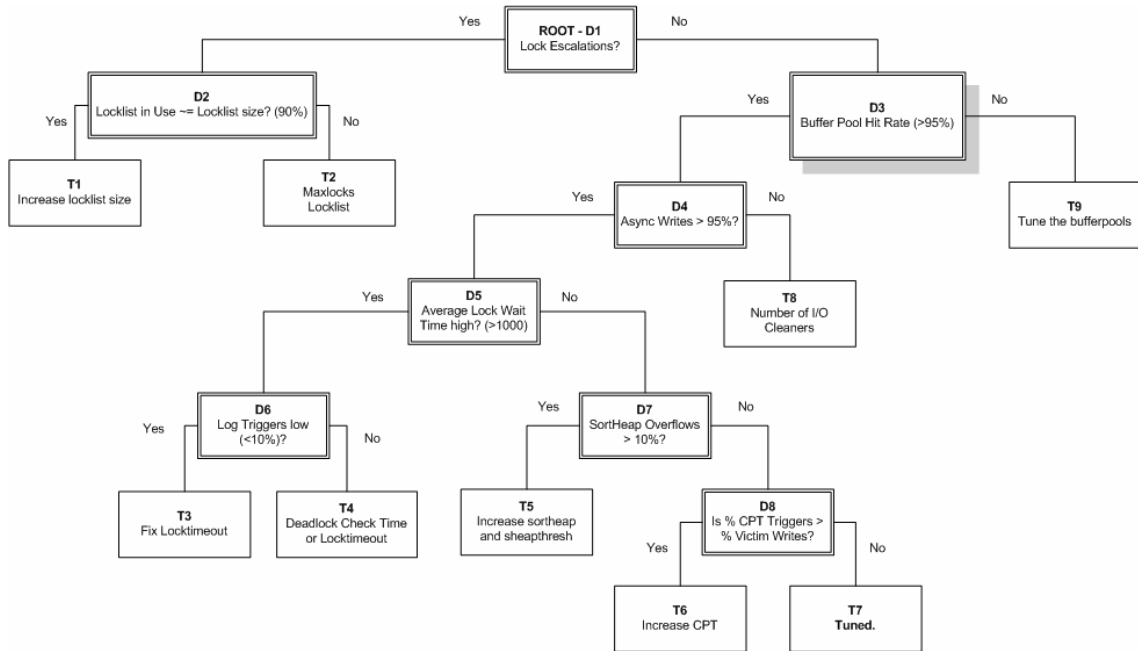 Yes
ROOT - D1
Lock Escalations?
No
D2
Locklist in Use ~= Locklist size? (90%)
Yes
No
Yes
D3
Buffer Pool Hit Rate (>95%)
No
T1
Increase locklist size
T2
Maxlocks
Locklist
Yes
D4
Async Writes > 95%?
No
T9
Tune the bufferpools
Yes
D5
Average Lock Wait
Time high? (>1000)
No
T8
Number of I/O
Cleaners
Yes
D6
Log Triggers low
(<10%)?
No
Yes
D7
SortHeap Overflows
> 10%?
No
T3
Fix Locktimeout
T4
Deadlock Check Time
or Locktimeout
T5
Increase sortheap
and sheapthresh
Yes
D8
Is % CPT Triggers >
% Victim Writes?
No
T6
Increase CPT
T7
Tuned.